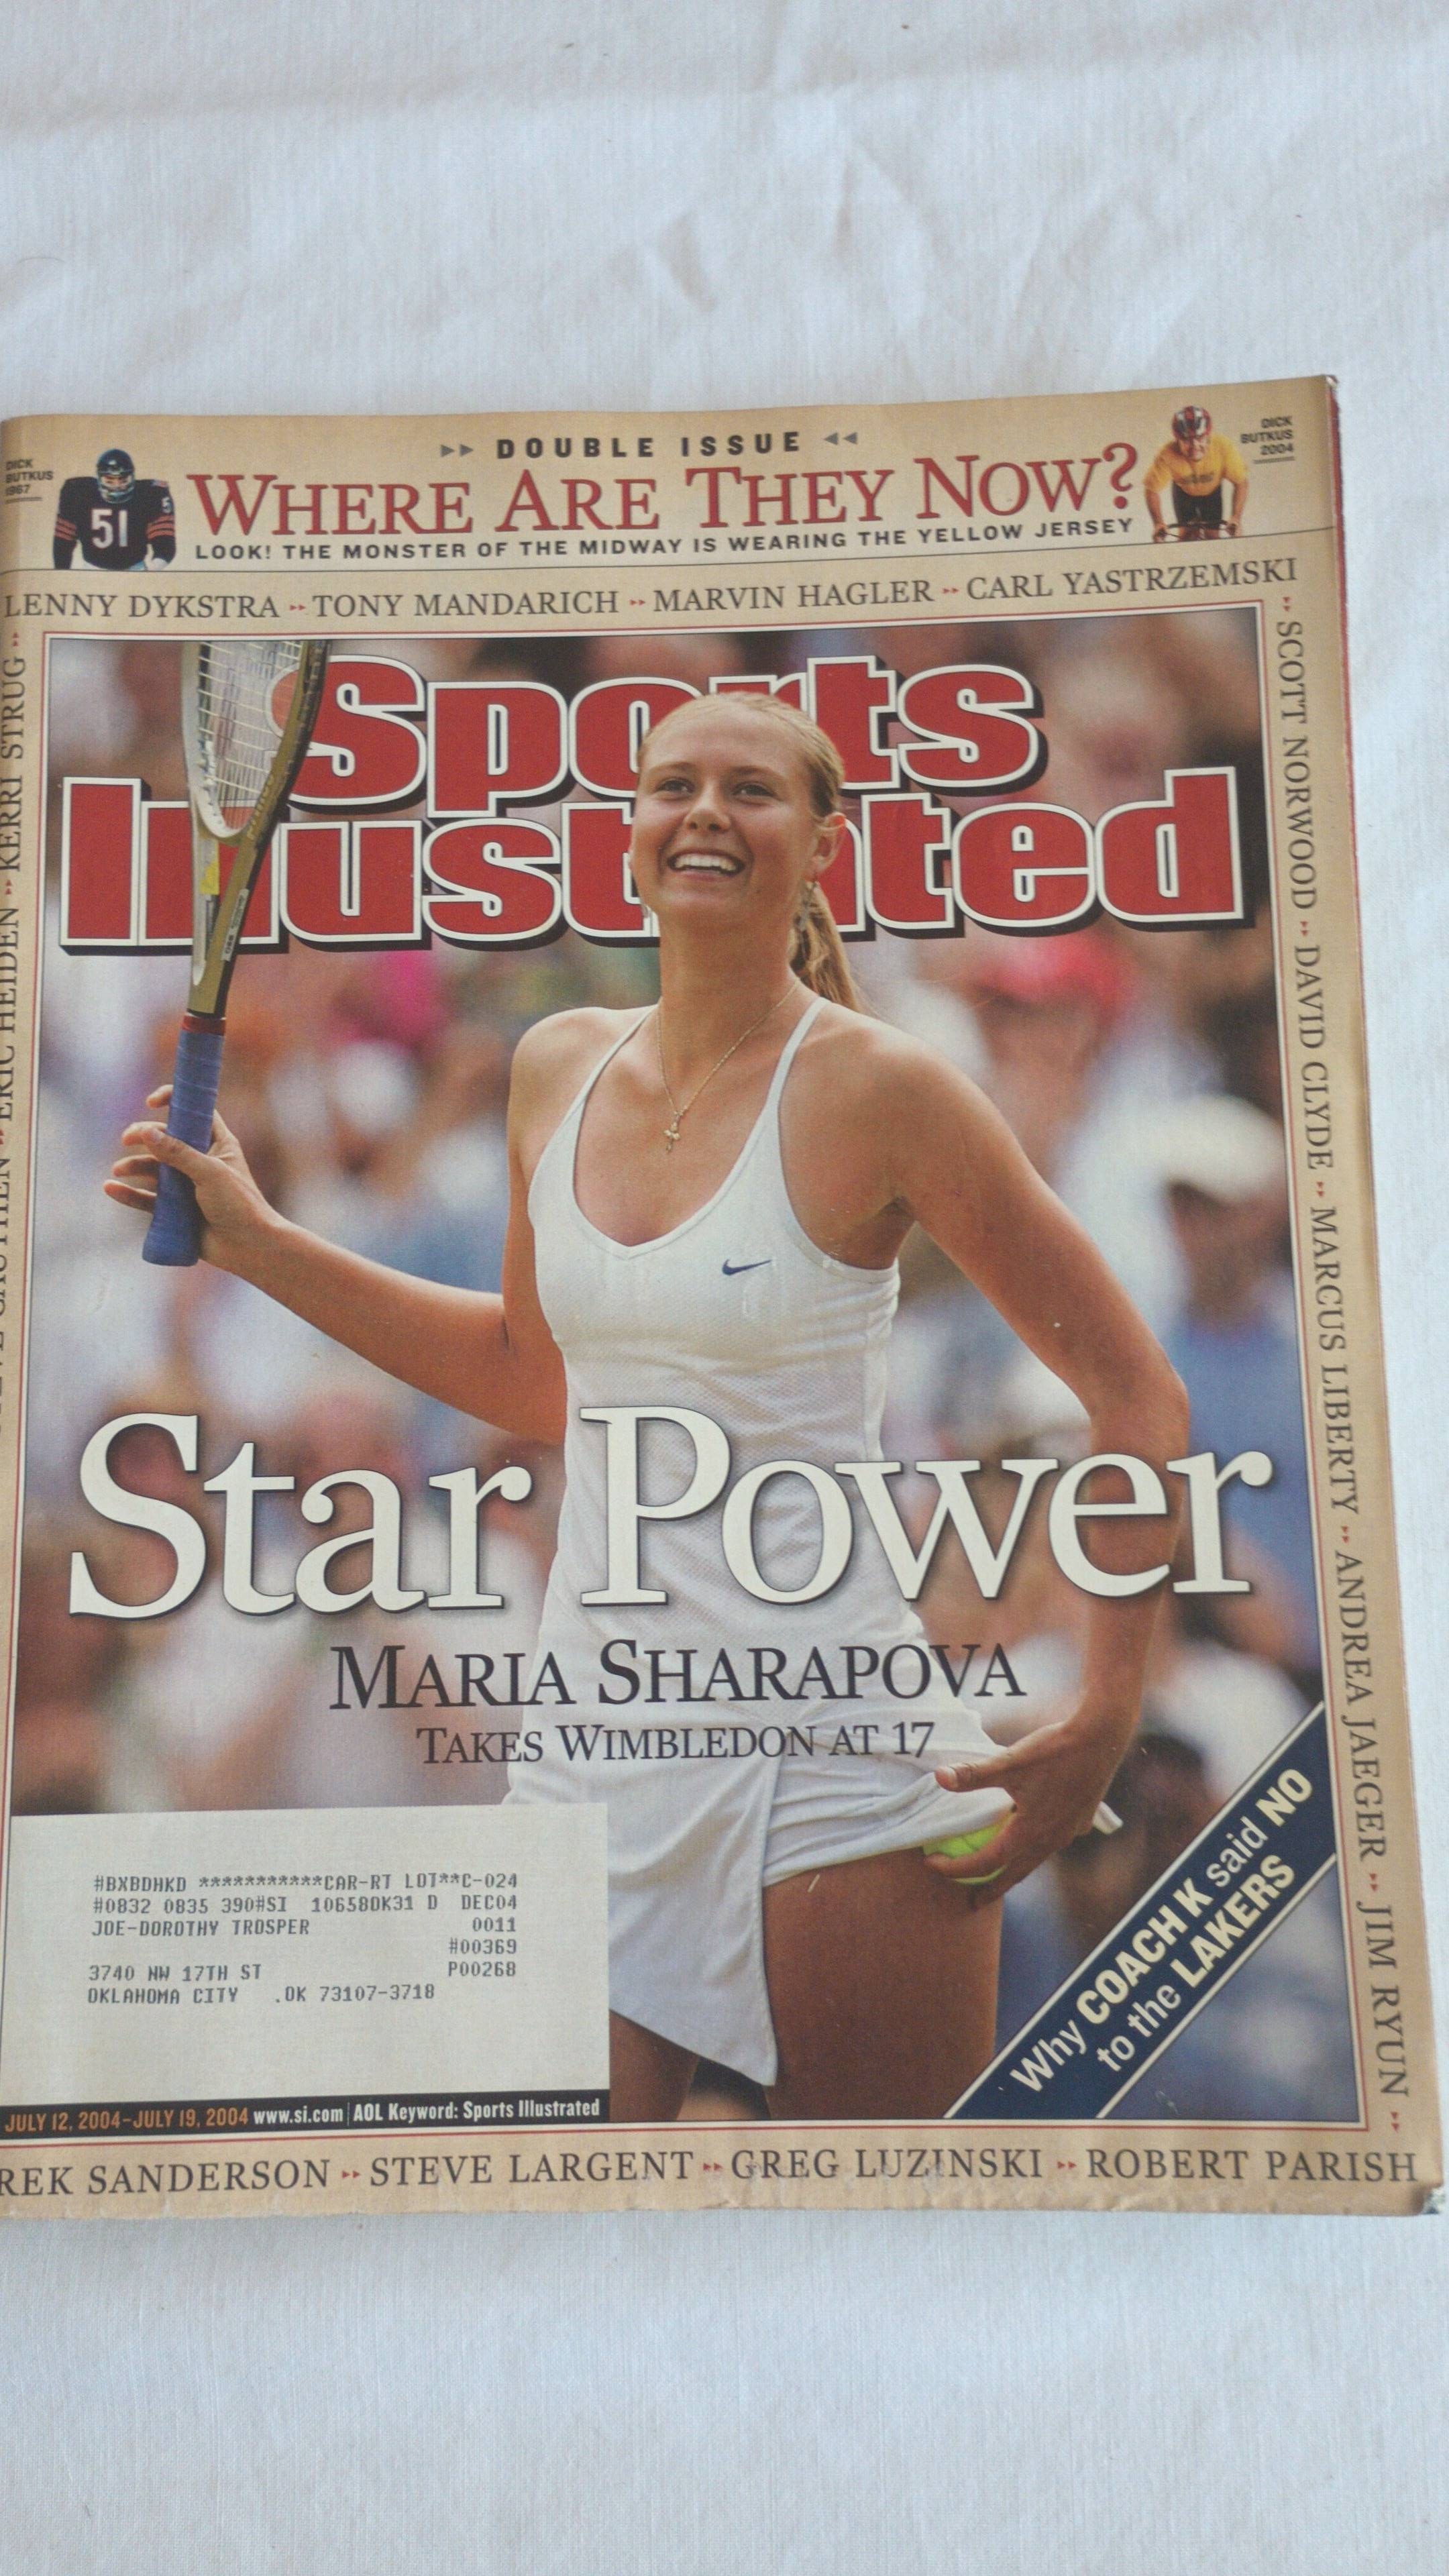 DOUBLE ISSUE
WHERE ARE THEY NOW?
LOOK! THE MONSTER OF THE MIDWAY IS WEARING THE YELLOW JERSEY
DICK
BUTKUS
1967
51
DICK
BUTKUS
2004
LENNY DYKSTRA TONY MANDARICH MARVIN HAGLER CARL YASTRZEMSKI
SCOTT NORWOOD DAVID CLYDE MARCUS LIBERTY ANDREA JAEGER JIM RYUN
ERIC HEIDEN KERRI STRUG
Sports
Illustrated
Star Power
MARIA SHARAPOVA
TAKES WIMBLEDON AT 17
Why COACH K said NO
to the LAKERS
#BXBDHKD ***********CAR-RT LOT**C-024
#0832 0835 390#SI 10658DK31 D DEC04
JOE-DOROTHY TROSPER 0011
#00369
3740 NW 17TH ST P00268
OKLAHOMA CITY .OK 73107-3718
JULY 12, 2004-JULY 19, 2004 www.si.com | AOL Keyword: Sports Illustrated
REK SANDERSON STEVE LARGENT GREG LUZINSKI ROBERT PARISH